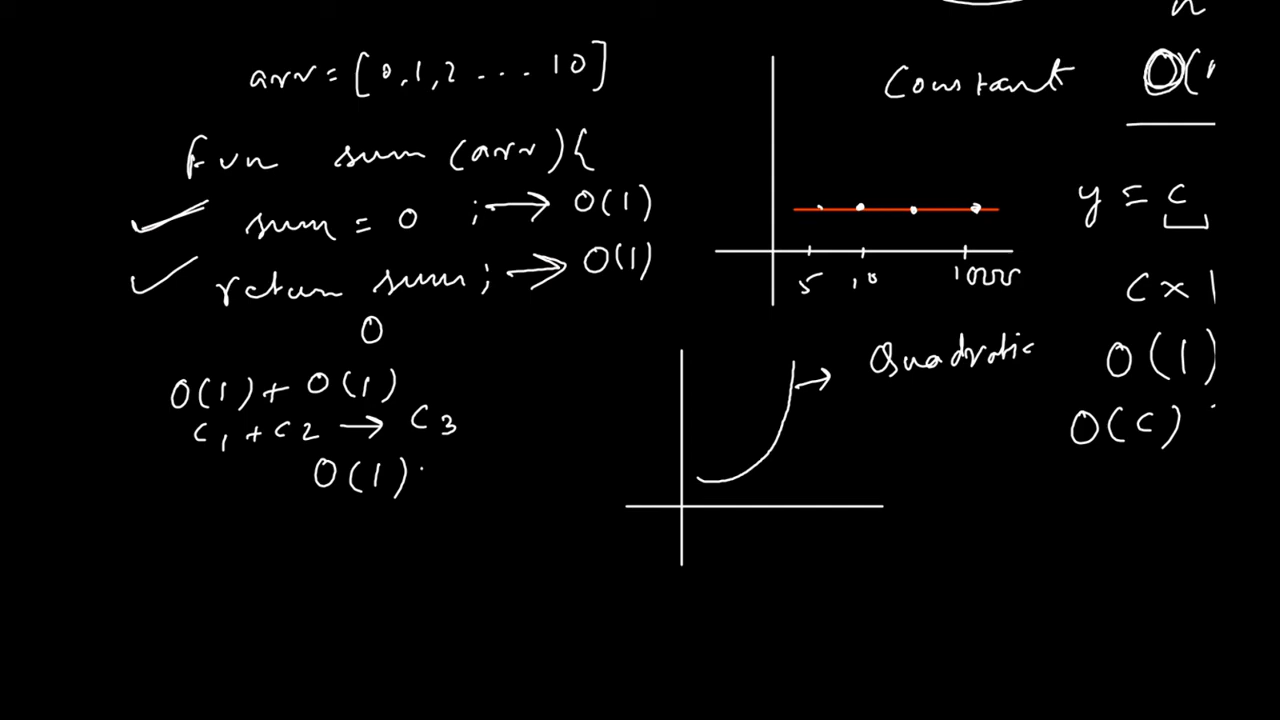 arr = [0,1,2 ... 10]
fun sum (arr) {
sum = 0 ; → O(1)
return sum; → O(1)
0
O(1) + O(1)
C1 + C2 → C3
O(1)
Constant
5 10
Quadratic
n
O(
y = c
c x 1
O(1)
O(c)